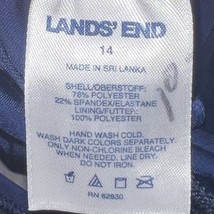 LANDS' END
14
MADE IN SRI LANKA
SHELL/OBERSTOFF:
78% POLYESTER
22% SPANDEX/ELASTANE
LINING/FUTTER:
100% POLYESTER
HAND WASH COLD.
WASH DARK COLORS SEPARATELY.
ONLY NON-CHLORINE BLEACH
WHEN NEEDED. LINE DRY.
DO NOT IRON.
RN 62830